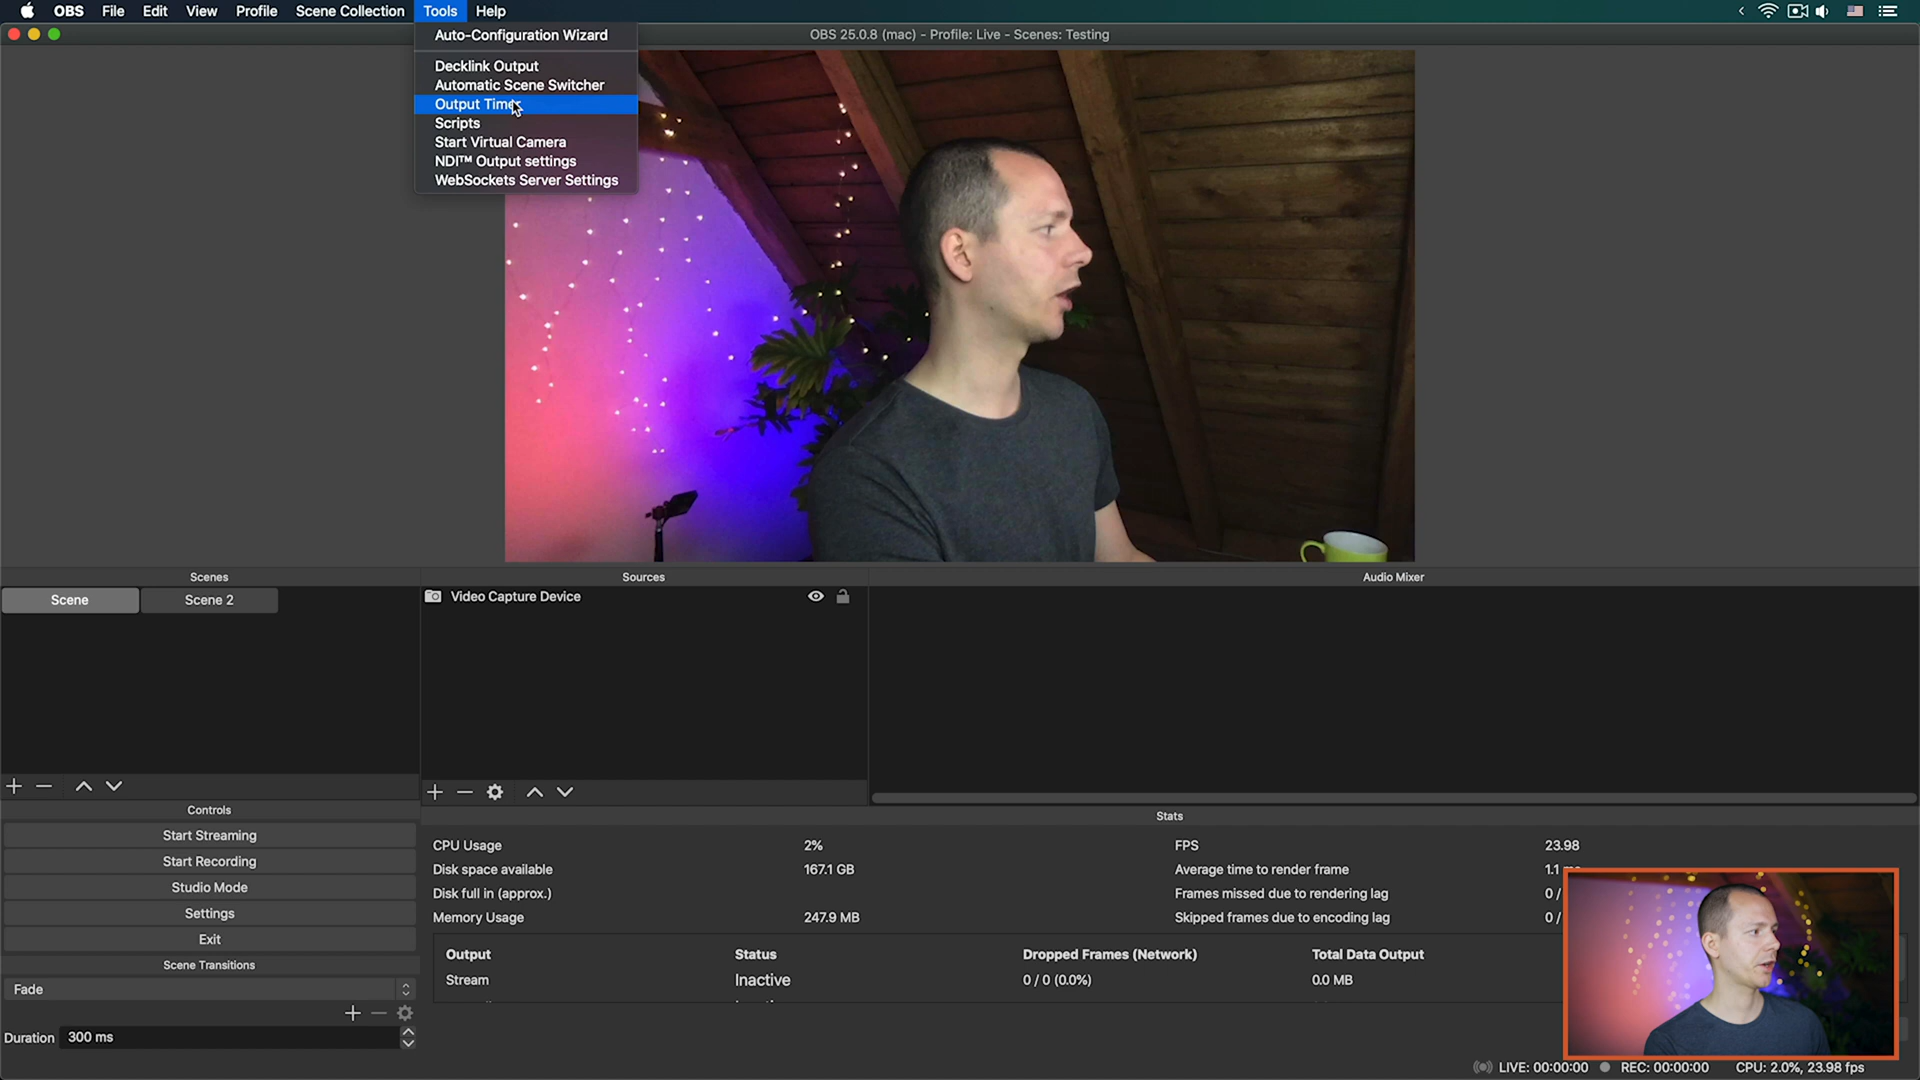 OBS File Edit View Profile Scene Collection Tools Help
OBS 25.0.8 (mac) - Profile: Live - Scenes: Testing
Auto-Configuration Wizard
Decklink Output
Automatic Scene Switcher
Output Timer
Scripts
Start Virtual Camera
NDI™ Output settings
WebSockets Server Settings
Scenes
Scene
Scene 2
Sources
Video Capture Device
Audio Mixer
Controls
Start Streaming
Start Recording
Studio Mode
Settings
Exit
Scene Transitions
Fade
Duration 300 ms
Stats
CPU Usage 2% FPS 23.98
Disk space available 167.1 GB Average time to render frame 1.1
Disk full in (approx.) Frames missed due to rendering lag 0 /
Memory Usage 247.9 MB Skipped frames due to encoding lag 0 /
Output Status Dropped Frames (Network) Total Data Output
Stream Inactive 0 / 0 (0.0%) 0.0 MB
LIVE: 00:00:00 REC: 00:00:00 CPU: 2.0%, 23.98 fps